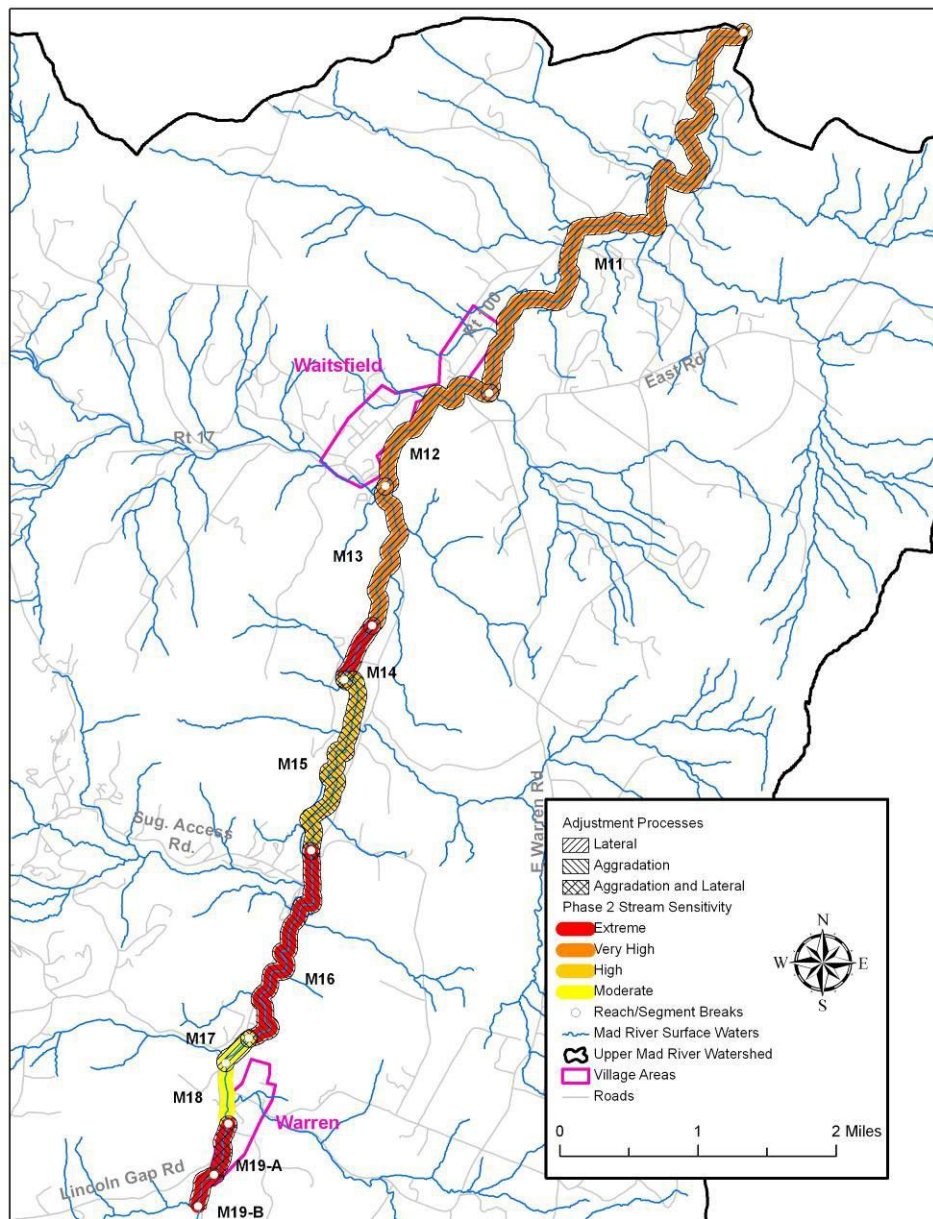 M11
Rt 100
Waitsfield
East Rd
Rt 17
M12
M13
M14
M15
Sug. Access
Rd.
E Warren Rd
M16
M17
M18
Warren
Lincoln Gap Rd
M19-A
M19-B
Adjustment Processes
Lateral
Aggradation
Aggradation and Lateral
Phase 2 Stream Sensitivity
Extreme
Very High
High
Moderate
Reach/Segment Breaks
Mad River Surface Waters
Upper Mad River Watershed
Village Areas
Roads
N
W E
S
0 1 2 Miles